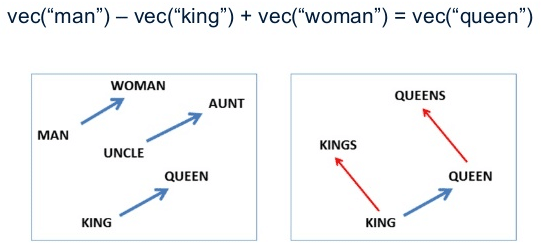 vec(“man”) – vec(“king”) + vec(“woman”) = vec(“queen”)
WOMAN
AUNT
MAN
UNCLE
QUEEN
KING
QUEENS
KINGS
QUEEN
KING